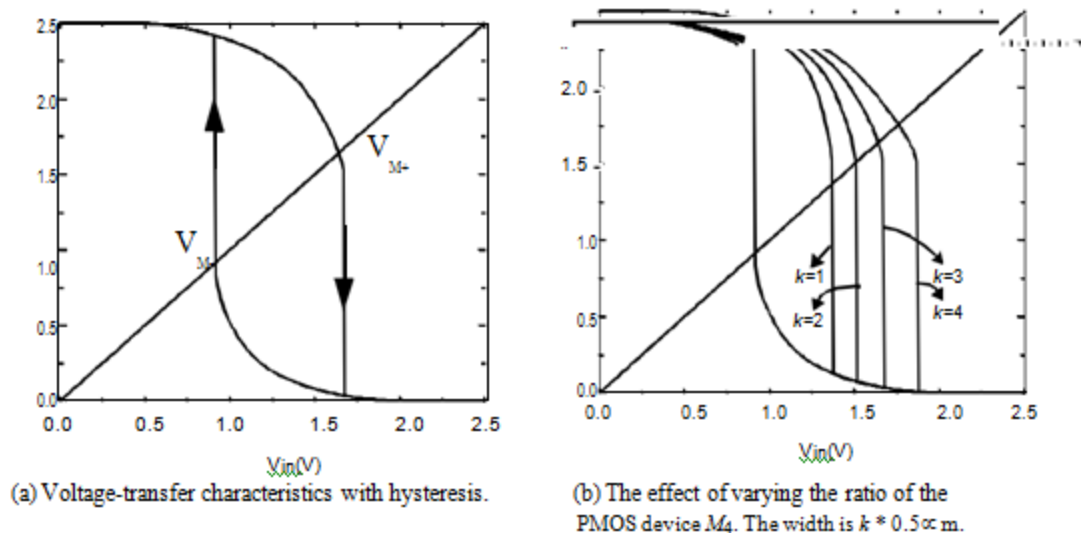 2.5
2.0
1.5
1.0
0.5
0.0
0.0 0.5 1.0 1.5 2.0 2.5
V M+
V M
Vin(V)
(a) Voltage-transfer characteristics with hysteresis.
2.0
1.5
1.0
0.5
0.0
0.0 0.5 1.0 1.5 2.0 2.5
k=1
k=2
k=3
k=4
Vin(V)
(b) The effect of varying the ratio of the
PMOS device M4. The width is k * 0.5∝ m.